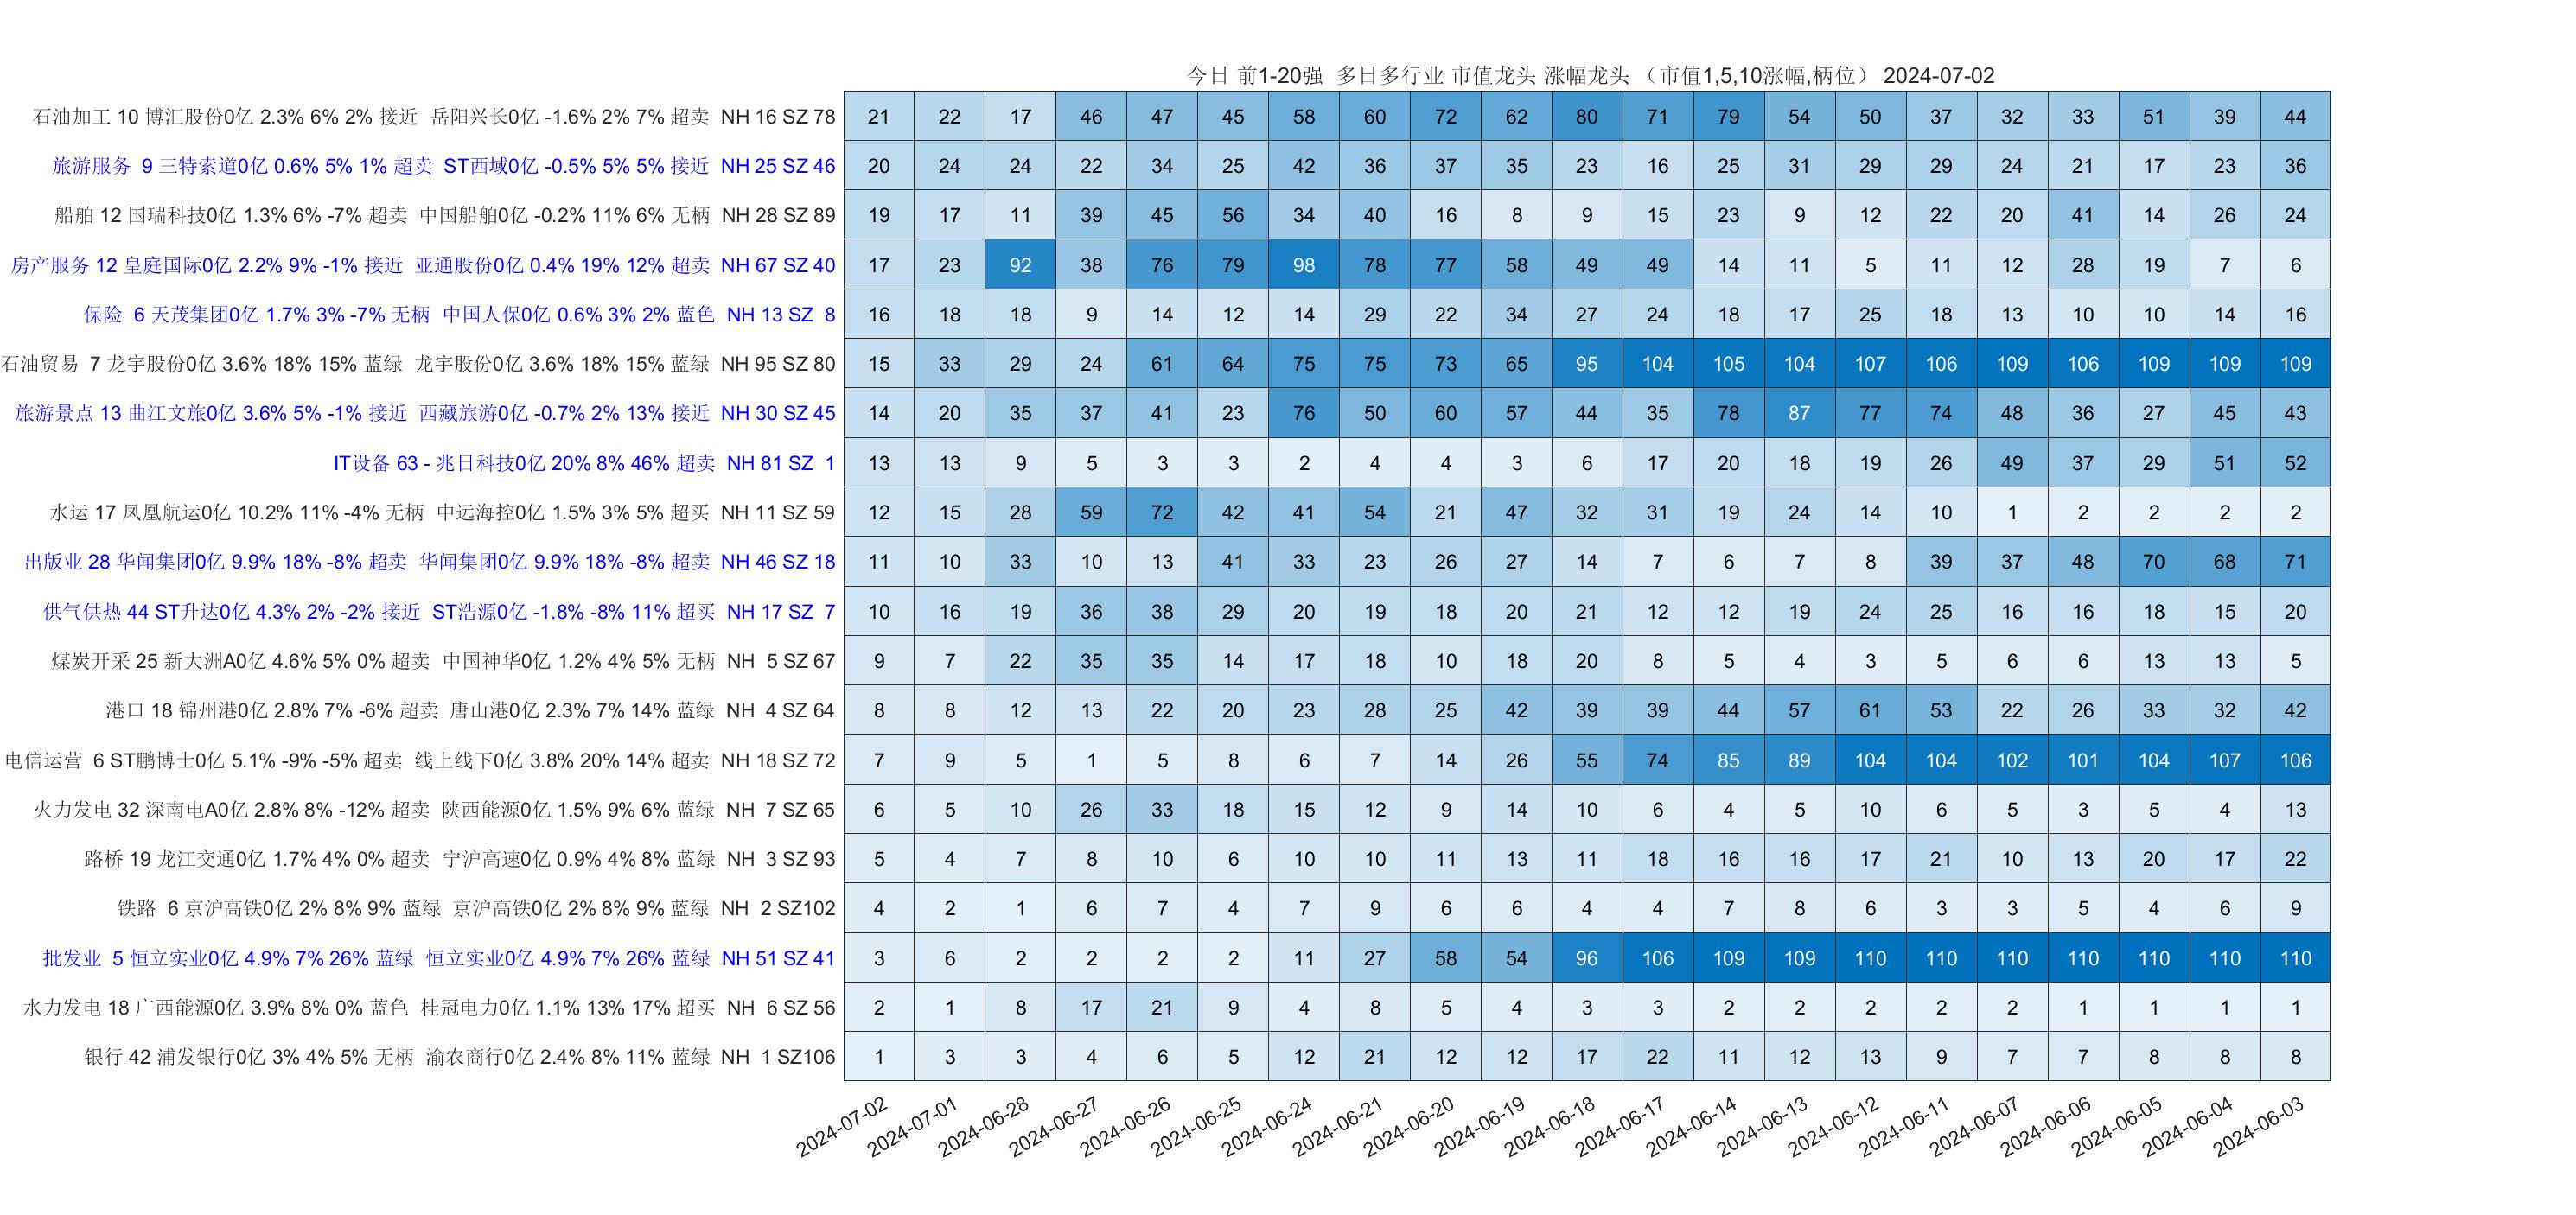 今日 前1-20强 多日多行业 市值龙头 涨幅龙头 （市值1,5,10涨幅,柄位） 2024-07-02
石油加工 10 博汇股份0亿 2.3% 6% 2% 接近 岳阳兴长0亿 -1.6% 2% 7% 超卖 NH 16 SZ 78 21 22 17 46 47 45 58 60 72 62 80 71 79 54 50 37 32 33 51 39 44
旅游服务 9 三特索道0亿 0.6% 5% 1% 超卖 ST西域0亿 -0.5% 5% 5% 接近 NH 25 SZ 46 20 24 24 22 34 25 42 36 37 35 23 16 25 31 29 29 24 21 17 23 36
船舶 12 国瑞科技0亿 1.3% 6% -7% 超卖 中国船舶0亿 -0.2% 11% 6% 无柄 NH 28 SZ 89 19 17 11 39 45 56 34 40 16 8 9 15 23 9 12 22 20 41 14 26 24
房产服务 12 皇庭国际0亿 2.2% 9% -1% 接近 亚通股份0亿 0.4% 19% 12% 超卖 NH 67 SZ 40 17 23 92 38 76 79 98 78 77 58 49 49 14 11 5 11 12 28 19 7 6
保险 6 天茂集团0亿 1.7% 3% -7% 无柄 中国人保0亿 0.6% 3% 2% 蓝色 NH 13 SZ 8 16 18 18 9 14 12 14 29 22 34 27 24 18 17 25 18 13 10 10 14 16
石油贸易 7 龙宇股份0亿 3.6% 18% 15% 蓝绿 龙宇股份0亿 3.6% 18% 15% 蓝绿 NH 95 SZ 80 15 33 29 24 61 64 75 75 73 65 95 104 105 104 107 106 109 106 109 109 109
旅游景点 13 曲江文旅0亿 3.6% 5% -1% 接近 西藏旅游0亿 -0.7% 2% 13% 接近 NH 30 SZ 45 14 20 35 37 41 23 76 50 60 57 44 35 78 87 77 74 48 36 27 45 43
IT设备 63 - 兆日科技0亿 20% 8% 46% 超卖 NH 81 SZ 1 13 13 9 5 3 3 2 4 4 3 6 17 20 18 19 26 49 37 29 51 52
水运 17 凤凰航运0亿 10.2% 11% -4% 无柄 中远海控0亿 1.5% 3% 5% 超买 NH 11 SZ 59 12 15 28 59 72 42 41 54 21 47 32 31 19 24 14 10 1 2 2 2 2
出版业 28 华闻集团0亿 9.9% 18% -8% 超卖 华闻集团0亿 9.9% 18% -8% 超卖 NH 46 SZ 18 11 10 33 10 13 41 33 23 26 27 14 7 6 7 8 39 37 48 70 68 71
供气供热 44 ST升达0亿 4.3% 2% -2% 接近 ST浩源0亿 -1.8% -8% 11% 超买 NH 17 SZ 7 10 16 19 36 38 29 20 19 18 20 21 12 12 19 24 25 16 16 18 15 20
煤炭开采 25 新大洲A0亿 4.6% 5% 0% 超卖 中国神华0亿 1.2% 4% 5% 无柄 NH 5 SZ 67 9 7 22 35 35 14 17 18 10 18 20 8 5 4 3 5 6 6 13 13 5
港口 18 锦州港0亿 2.8% 7% -6% 超卖 唐山港0亿 2.3% 7% 14% 蓝绿 NH 4 SZ 64 8 8 12 13 22 20 23 28 25 42 39 39 44 57 61 53 22 26 33 32 42
电信运营 6 ST鹏博士0亿 5.1% -9% -5% 超卖 线上线下0亿 3.8% 20% 14% 超卖 NH 18 SZ 72 7 9 5 1 5 8 6 7 14 26 55 74 85 89 104 104 102 101 104 107 106
火力发电 32 深南电A0亿 2.8% 8% -12% 超卖 陕西能源0亿 1.5% 9% 6% 蓝绿 NH 7 SZ 65 6 5 10 26 33 18 15 12 9 14 10 6 4 5 10 6 5 3 5 4 13
路桥 19 龙江交通0亿 1.7% 4% 0% 超卖 宁沪高速0亿 0.9% 4% 8% 蓝绿 NH 3 SZ 93 5 4 7 8 10 6 10 10 11 13 11 18 16 16 17 21 10 13 20 17 22
铁路 6 京沪高铁0亿 2% 8% 9% 蓝绿 京沪高铁0亿 2% 8% 9% 蓝绿 NH 2 SZ102 4 2 1 6 7 4 7 9 6 6 4 4 7 8 6 3 3 5 4 6 9
批发业 5 恒立实业0亿 4.9% 7% 26% 蓝绿 恒立实业0亿 4.9% 7% 26% 蓝绿 NH 51 SZ 41 3 6 2 2 2 2 11 27 58 54 96 106 109 109 110 110 110 110 110 110 110
水力发电 18 广西能源0亿 3.9% 8% 0% 蓝色 桂冠电力0亿 1.1% 13% 17% 超买 NH 6 SZ 56 2 1 8 17 21 9 4 8 5 4 3 3 2 2 2 2 2 1 1 1 1
银行 42 浦发银行0亿 3% 4% 5% 无柄 渝农商行0亿 2.4% 8% 11% 蓝绿 NH 1 SZ106 1 3 3 4 6 5 12 21 12 12 17 22 11 12 13 9 7 7 8 8 8
2024-07-02 2024-07-01 2024-06-28 2024-06-27 2024-06-26 2024-06-25 2024-06-24 2024-06-21 2024-06-20 2024-06-19 2024-06-18 2024-06-17 2024-06-14 2024-06-13 2024-06-12 2024-06-11 2024-06-07 2024-06-06 2024-06-05 2024-06-04 2024-06-03